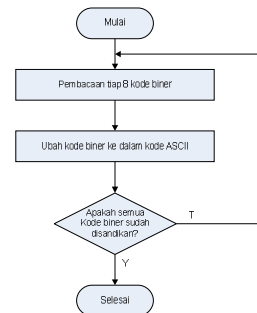 Mulai
Pembacaan tiap 8 kode biner
Ubah kode biner ke dalam kode ASCII
Apakah semua
Kode biner sudah
disandikan?
T
Y
Selesai